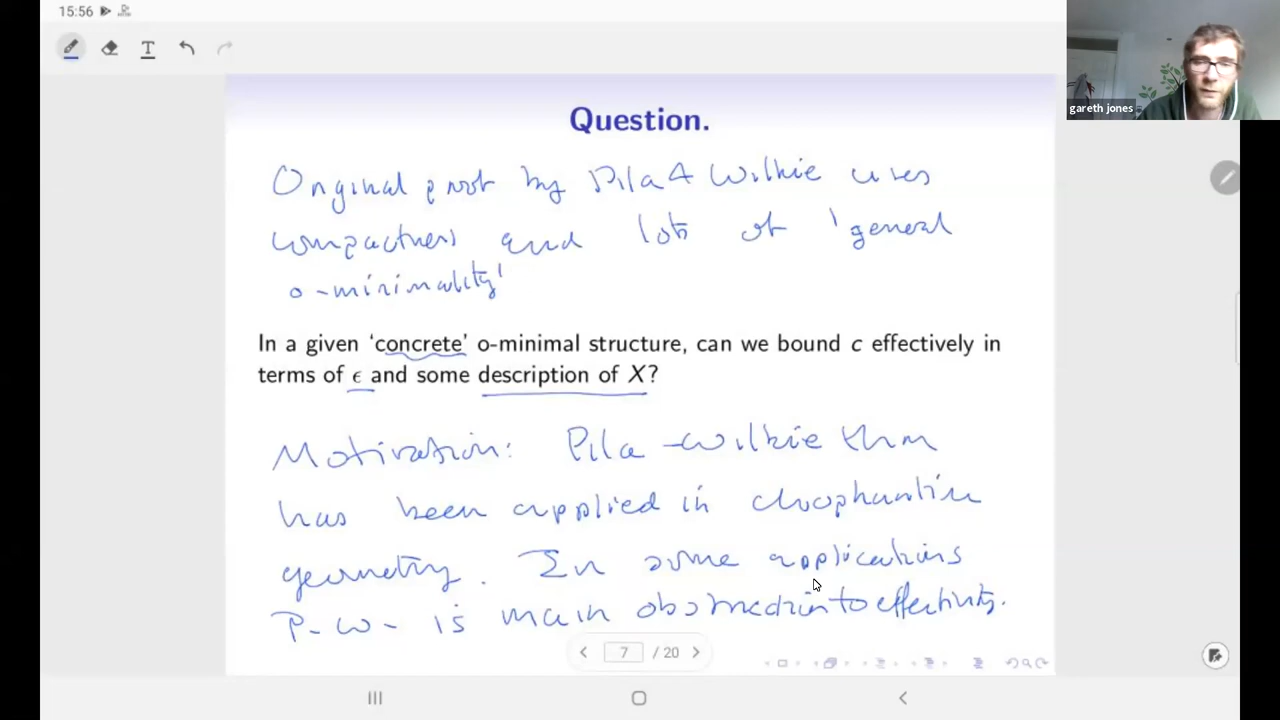 15:56
gareth jones
Question.
Original proof by Pila & Wilkie uses
compactness and lots of 'general
o-minimality'
In a given 'concrete' o-minimal structure, can we bound c effectively in
terms of ϵ and some description of X?
Motivation: Pila-Wilkie thm
has been applied in diophantine
geometry. In some applications
P-W- is main obstruction to effectivity.
7 / 20